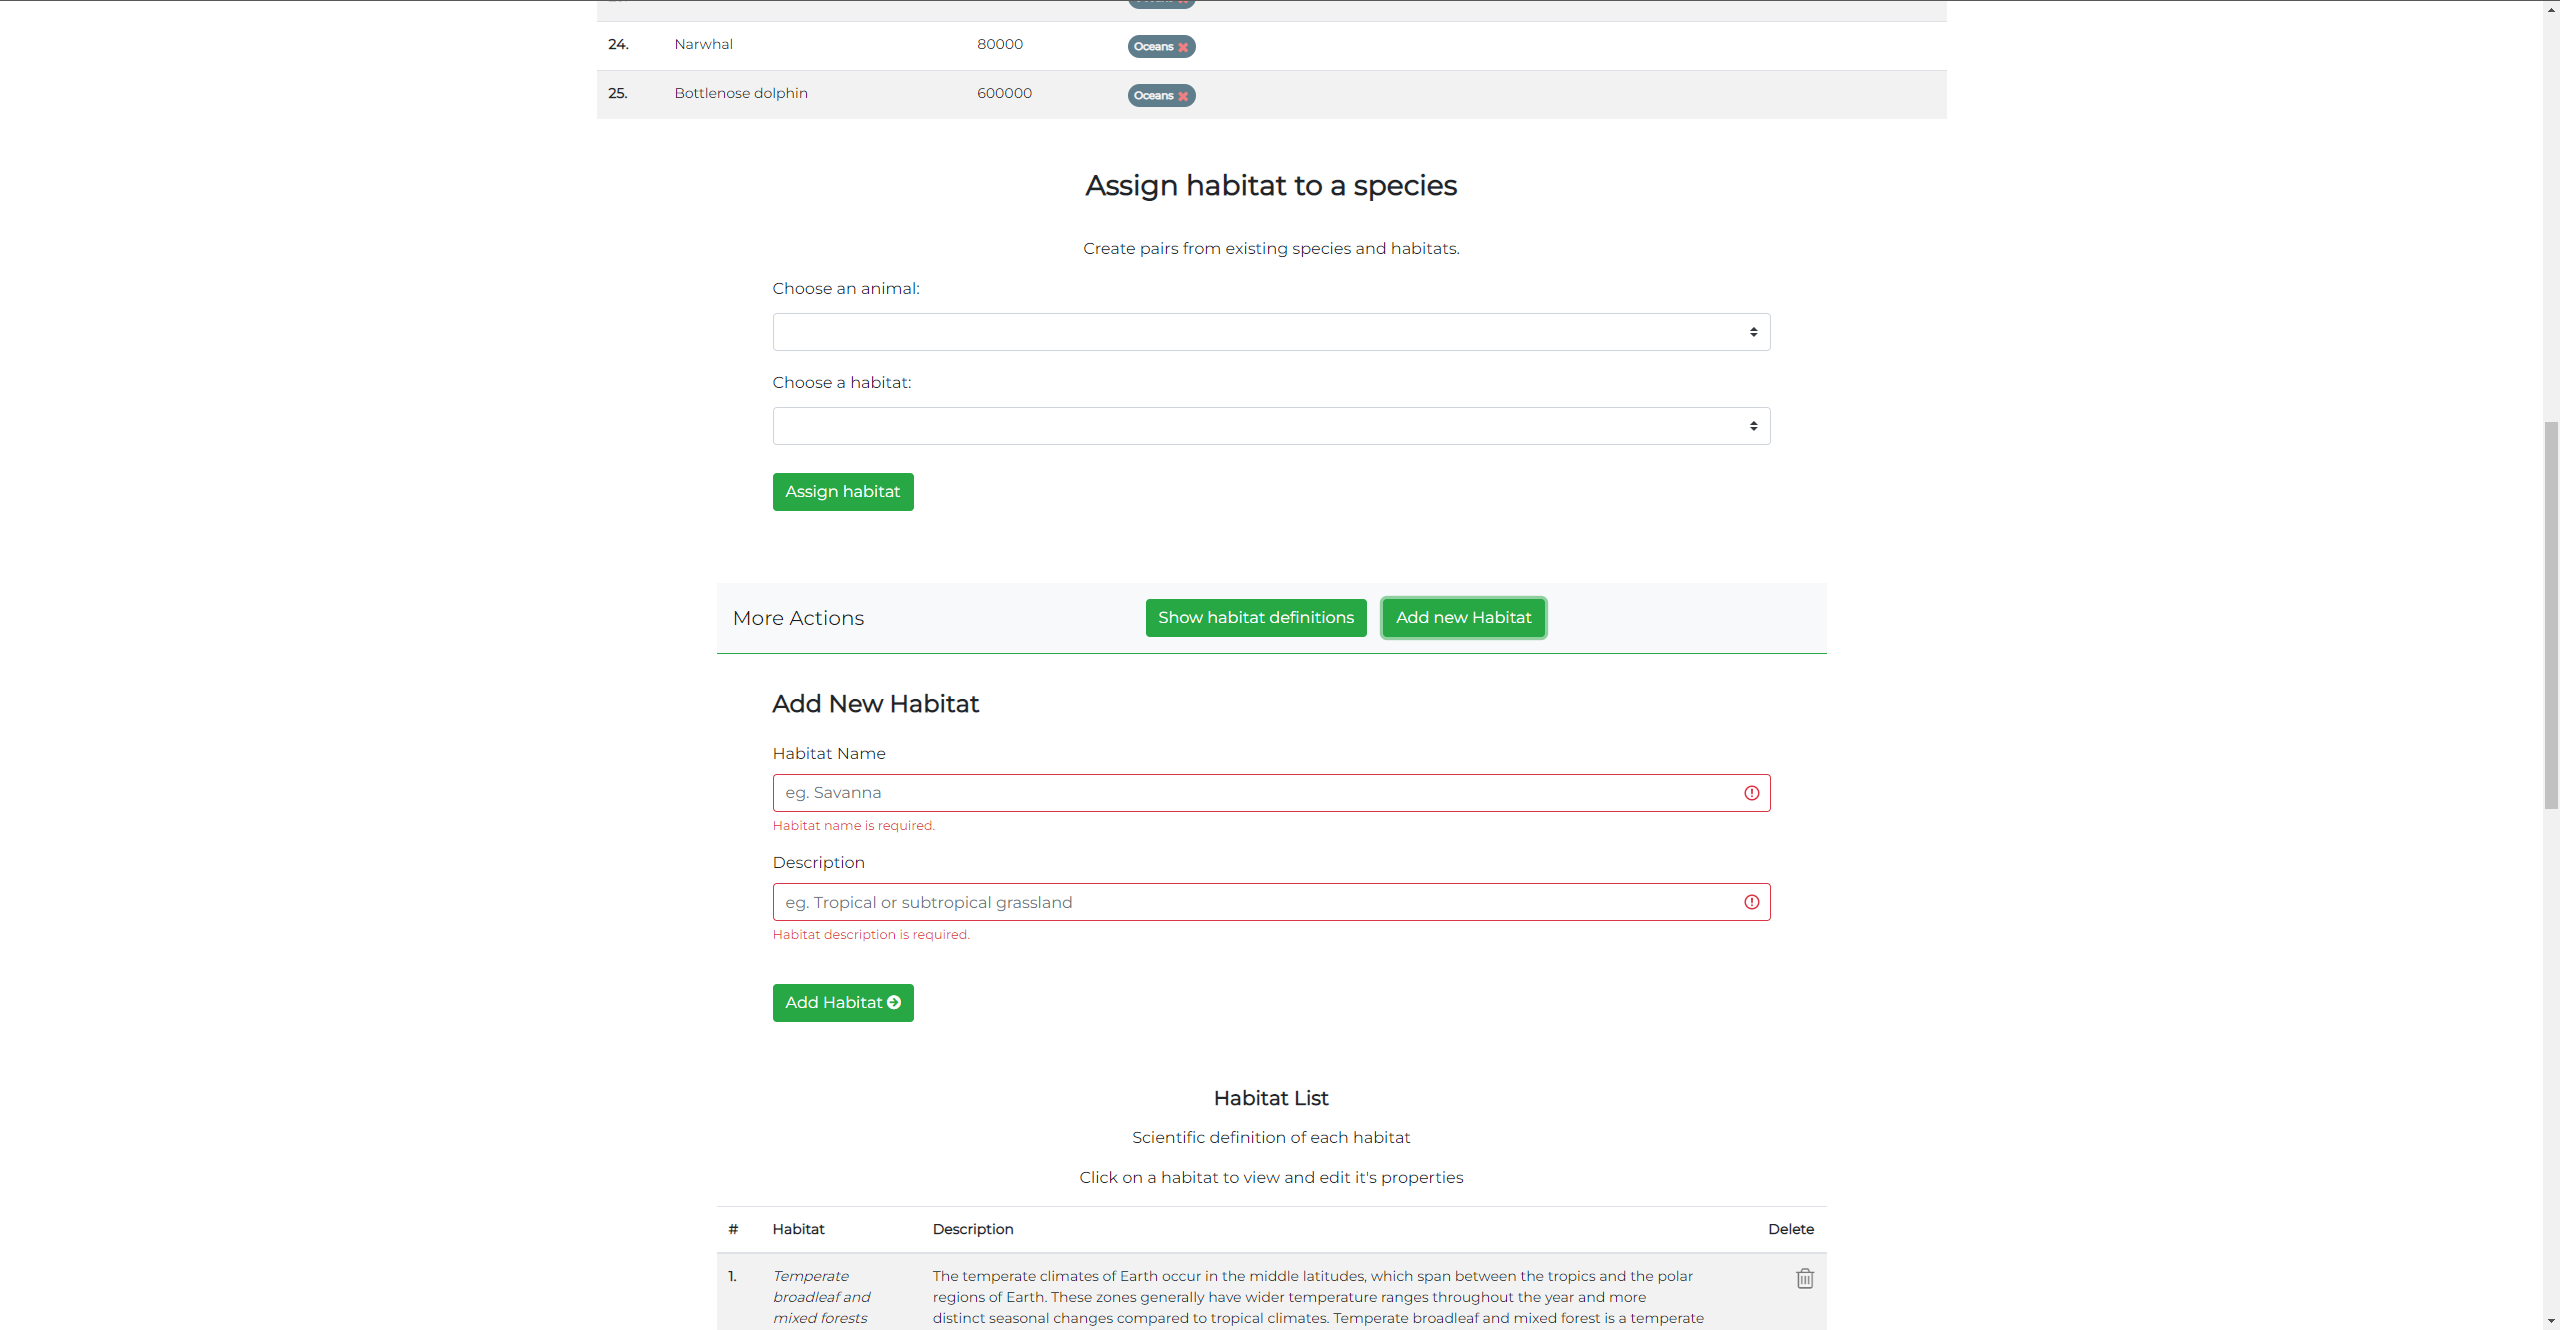 24. Narwhal 80000 Oceans
25. Bottlenose dolphin 600000 Oceans
Assign habitat to a species
Create pairs from existing species and habitats.
Choose an animal:
Choose a habitat:
Assign habitat
More Actions Show habitat definitions Add new Habitat
Add New Habitat
Habitat Name
eg. Savanna
Habitat name is required.
Description
eg. Tropical or subtropical grassland
Habitat description is required.
Add Habitat
Habitat List
Scientific definition of each habitat
Click on a habitat to view and edit it's properties
# Habitat Description Delete
1. Temperate The temperate climates of Earth occur in the middle latitudes, which span between the tropics and the polar
broadleaf and regions of Earth. These zones generally have wider temperature ranges throughout the year and more
mixed forests distinct seasonal changes compared to tropical climates. Temperate broadleaf and mixed forest is a temperate